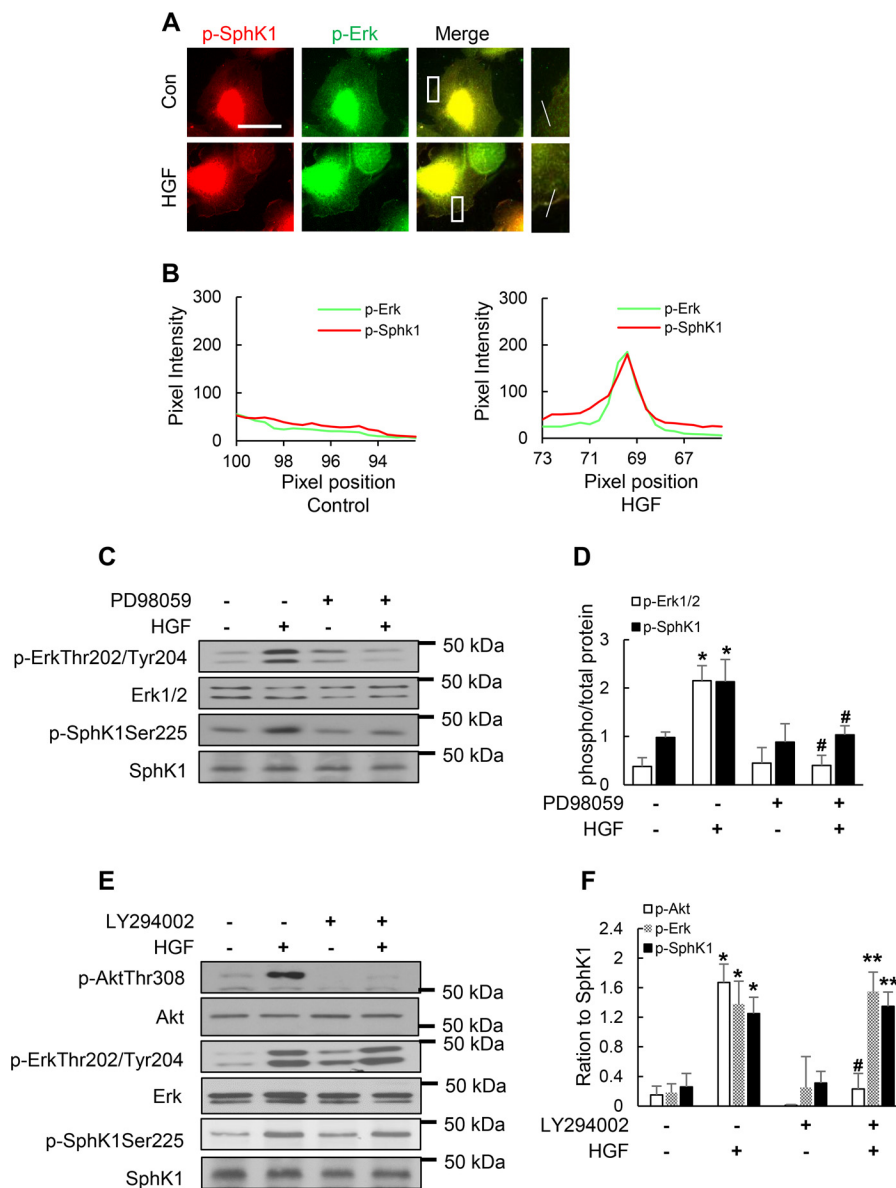 A
p-SphK1 p-Erk Merge
Con
HGF
B
300
200
100
0
Pixel Intensity
p-Erk
p-Sphk1
100 98 96 94
Pixel position
Control
300
200
100
0
Pixel Intensity
p-Erk
p-SphK1
73 71 69 67
Pixel position
HGF
C
PD98059 - - + +
HGF - + - +
p-ErkThr202/Tyr204 50 kDa
Erk1/2 50 kDa
p-SphK1Ser225 50 kDa
SphK1 50 kDa
D
p-Erk1/2
p-SphK1
phospho/total protein
3
2
1
0
* *
# #
PD98059 - - + +
HGF - + - +
E
LY294002 - - + +
HGF - + - +
p-AktThr308 50 kDa
Akt 50 kDa
p-ErkThr202/Tyr204 50 kDa
Erk 50 kDa
p-SphK1Ser225 50 kDa
SphK1 50 kDa
F
p-Akt
p-Erk
p-SphK1
Ration to SphK1
2.4
2
1.6
1.2
0.8
0.4
0
* * *
# ** **
LY294002 - - + +
HGF - + - +